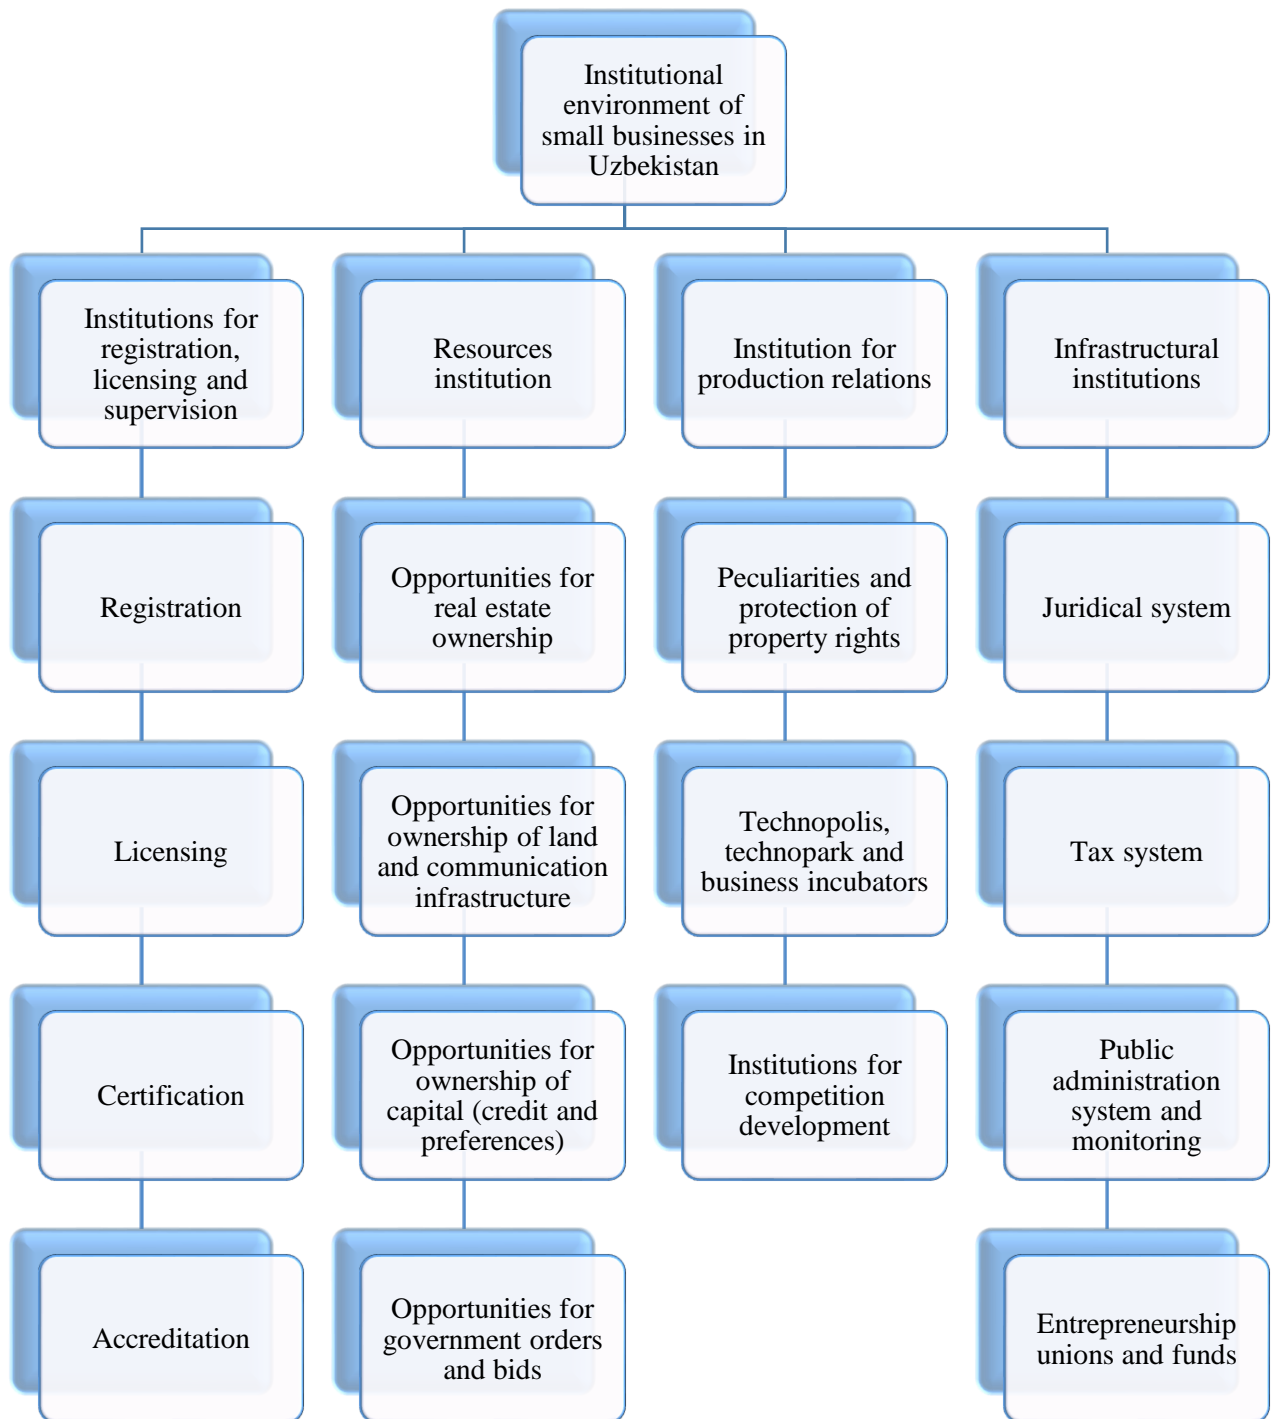 Institutional
environment of
small businesses in
Uzbekistan
Institutions for
registration,
licensing and
supervision
Resources
institution
Institution for
production relations
Infrastructural
institutions
Registration
Opportunities for
real estate
ownership
Peculiarities and
protection of
property rights
Juridical system
Licensing
Opportunities for
ownership of land
and communication
infrastructure
Technopolis,
technopark and
business incubators
Tax system
Certification
Opportunities for
ownership of
capital (credit and
preferences)
Institutions for
competition
development
Public
administration
system and
monitoring
Accreditation
Opportunities for
government orders
and bids
Entrepreneurship
unions and funds